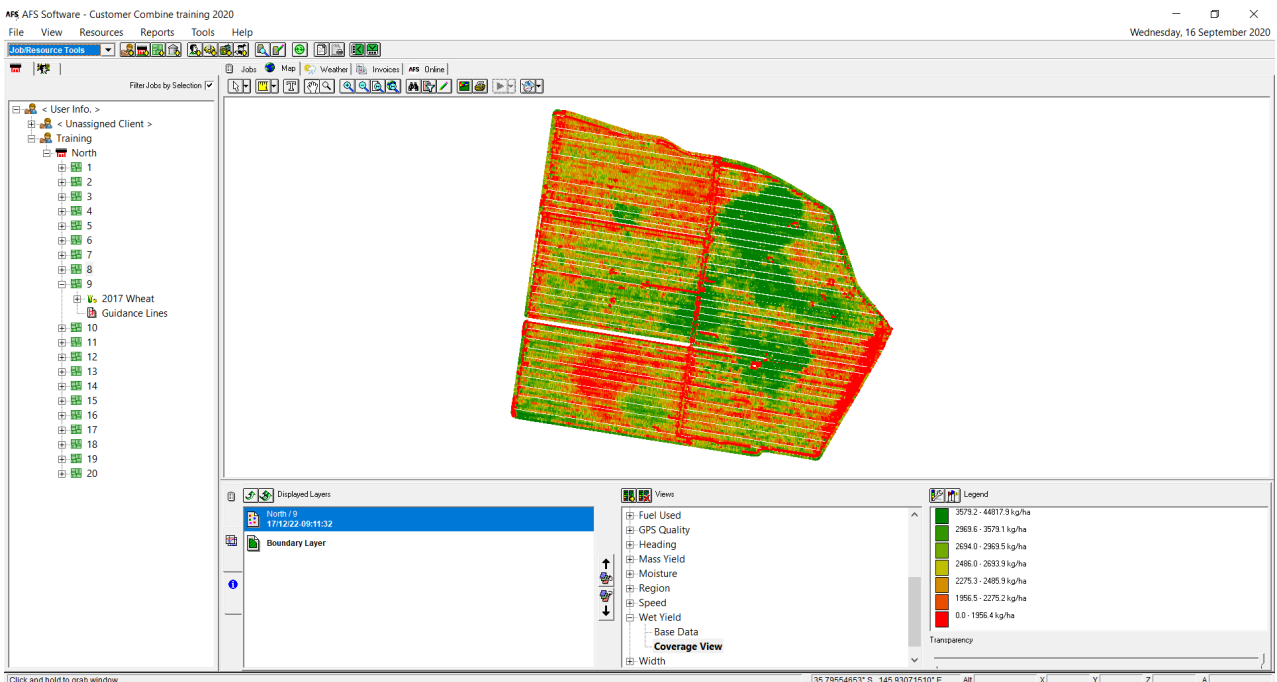 AFS AFS Software - Customer Combine training 2020
File View Resources Reports Tools Help
Wednesday, 16 September 2020
Job/Resource Tools
Jobs Map Weather Invoices AFS Online
Filter Jobs by Selection
< User Info. >
< Unassigned Client >
Training
North
1
2
3
4
5
6
7
8
9
2017 Wheat
Guidance Lines
10
11
12
13
14
15
16
17
18
19
20
Displayed Layers
North / 9
17/12/22-09:11:32
Boundary Layer
Views
Fuel Used
GPS Quality
Heading
Mass Yield
Moisture
Region
Speed
Wet Yield
Base Data
Coverage View
Width
Legend
3579.2 - 44817.9 kg/ha
2969.6 - 3579.1 kg/ha
2694.0 - 2969.5 kg/ha
2486.0 - 2693.9 kg/ha
2275.3 - 2485.9 kg/ha
1956.5 - 2275.2 kg/ha
0.0 - 1956.4 kg/ha
Transparency
Click and hold to grab window
35.79554653° S, 145.93071510° E Alt X Y Z A